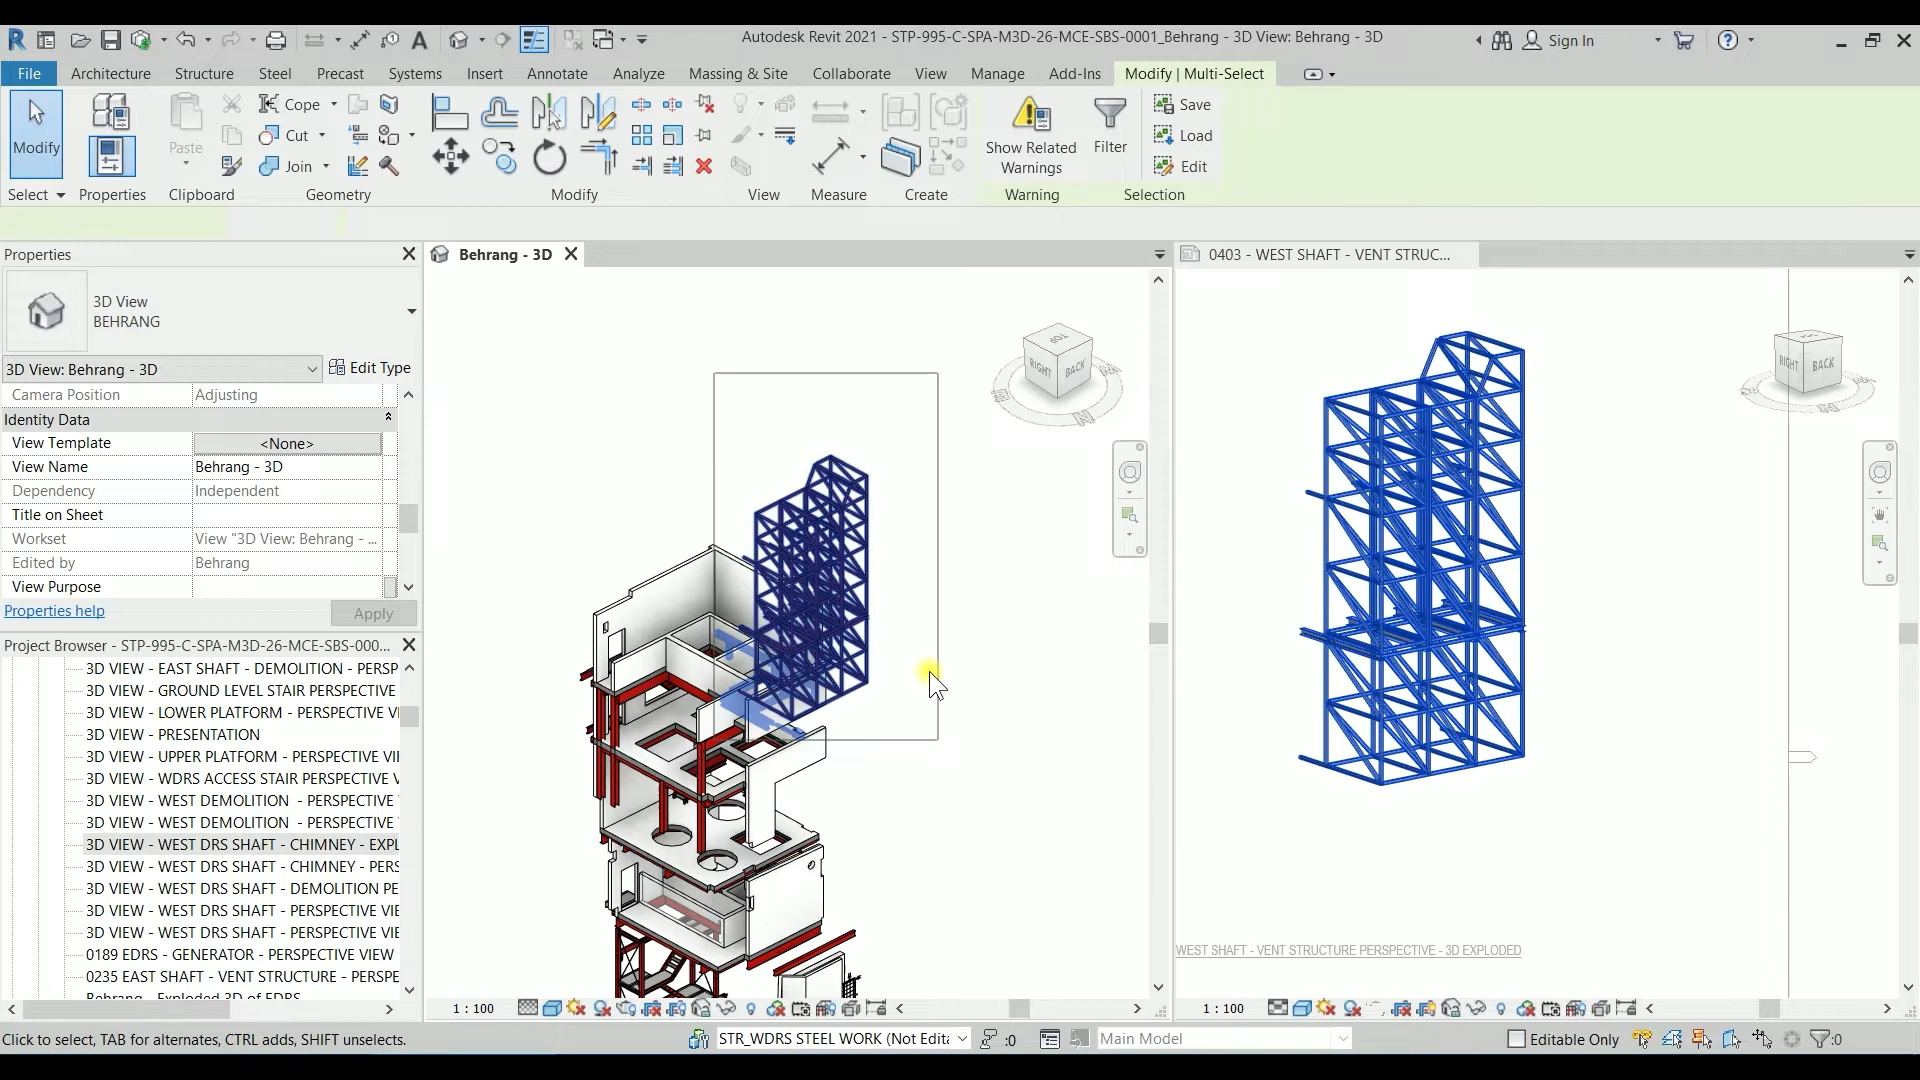 Autodesk Revit 2021 - STP-995-C-SPA-M3D-26-MCE-SBS-0001_Behrang - 3D View: Behrang - 3D
Sign In
File
Architecture
Structure
Steel
Precast
Systems
Insert
Annotate
Analyze
Massing & Site
Collaborate
View
Manage
Add-Ins
Modify | Multi-Select
Modify
Paste
Cope
Cut
Join
Show Related
Warnings
Filter
Save
Load
Edit
Select
Properties
Clipboard
Geometry
Modify
View
Measure
Create
Warning
Selection
Properties
3D View
BEHRANG
3D View: Behrang - 3D
Edit Type
Camera Position Adjusting
Identity Data
View Template <None>
View Name Behrang - 3D
Dependency Independent
Title on Sheet
Workset View "3D View: Behrang - ...
Edited by Behrang
View Purpose
Properties help
Apply
Project Browser - STP-995-C-SPA-M3D-26-MCE-SBS-000...
3D VIEW - EAST SHAFT - DEMOLITION - PERSP
3D VIEW - GROUND LEVEL STAIR PERSPECTIVE
3D VIEW - LOWER PLATFORM - PERSPECTIVE VI
3D VIEW - PRESENTATION
3D VIEW - UPPER PLATFORM - PERSPECTIVE VIE
3D VIEW - WDRS ACCESS STAIR PERSPECTIVE V
3D VIEW - WEST DEMOLITION - PERSPECTIVE
3D VIEW - WEST DEMOLITION - PERSPECTIVE
3D VIEW - WEST DRS SHAFT - CHIMNEY - EXPL
3D VIEW - WEST DRS SHAFT - CHIMNEY - PERS
3D VIEW - WEST DRS SHAFT - DEMOLITION PE
3D VIEW - WEST DRS SHAFT - PERSPECTIVE VIE
3D VIEW - WEST DRS SHAFT - PERSPECTIVE VIE
0189 EDRS - GENERATOR - PERSPECTIVE VIEW
0235 EAST SHAFT - VENT STRUCTURE - PERSPE
Behrang - Exploded 3D of EDRS
Behrang - 3D
TOP
RIGHT
BACK
1 : 100
0403 - WEST SHAFT - VENT STRUC...
RIGHT
BACK
WEST SHAFT - VENT STRUCTURE PERSPECTIVE - 3D EXPLODED
1 : 100
Click to select, TAB for alternates, CTRL adds, SHIFT unselects.
STR_WDRS STEEL WORK (Not Edita
:0
Main Model
Editable Only
:0